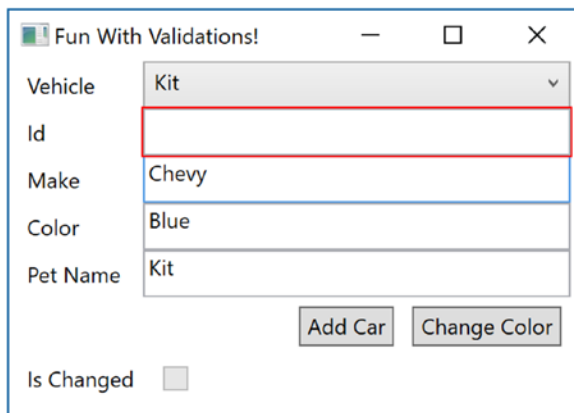 Fun With Validations!
Vehicle Kit
Id
Make Chevy
Color Blue
Pet Name Kit
Add Car Change Color
Is Changed